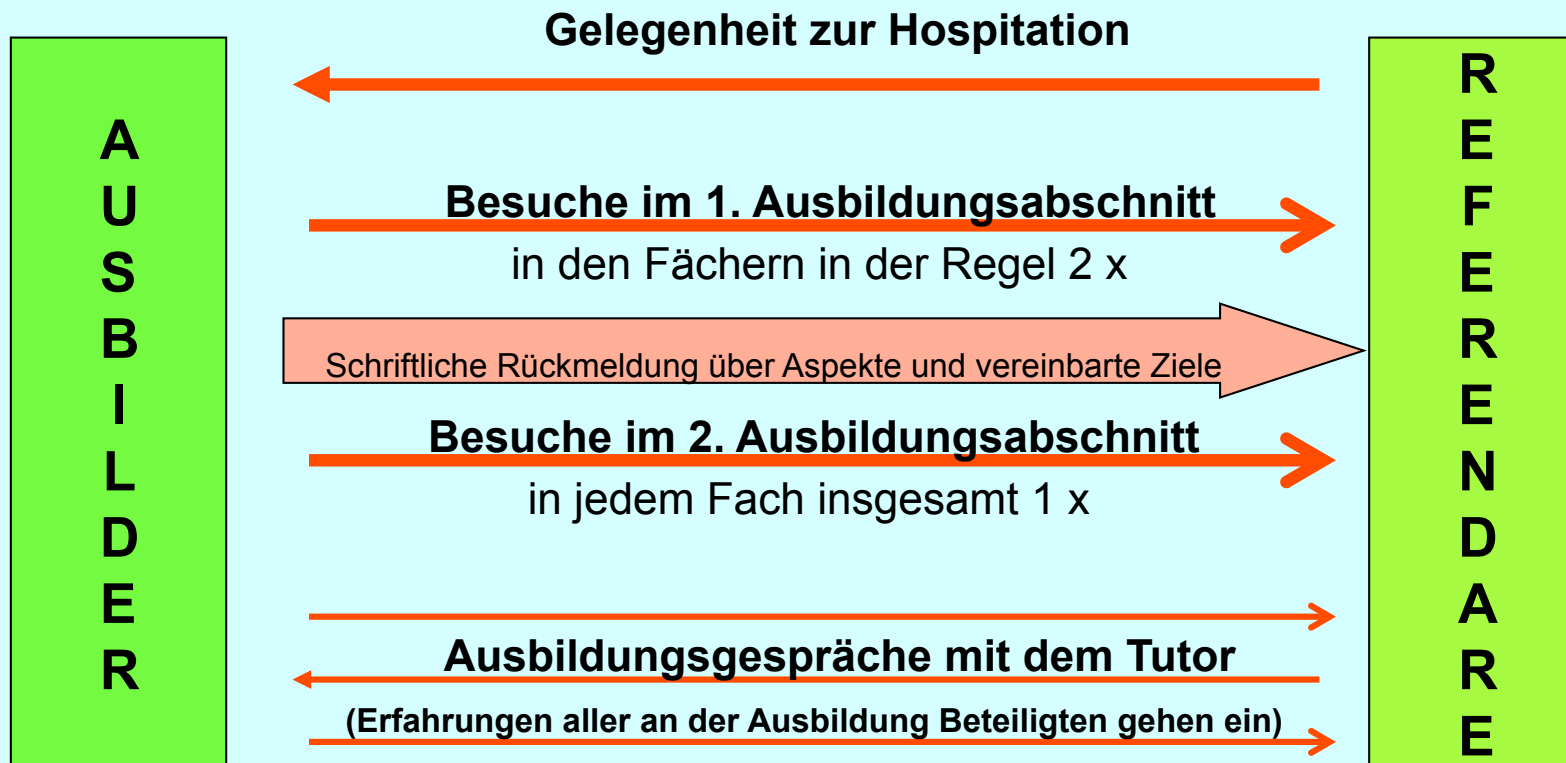 Gelegenheit zur Hospitation
AUSBILDER
REFERENDARE
Besuche im 1. Ausbildungsabschnitt
in den Fächern in der Regel 2 x
Schriftliche Rückmeldung über Aspekte und vereinbarte Ziele
Besuche im 2. Ausbildungsabschnitt
in jedem Fach insgesamt 1 x
Ausbildungsgespräche mit dem Tutor
(Erfahrungen aller an der Ausbildung Beteiligten gehen ein)